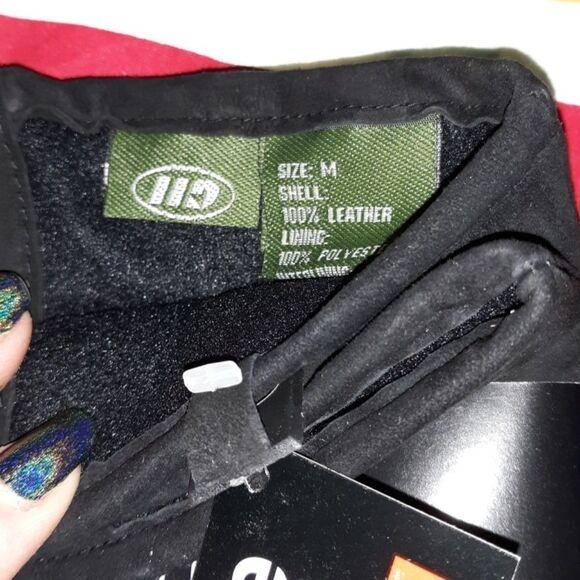 SIZE: M
SHELL:
100% LEATHER
LINING:
100%